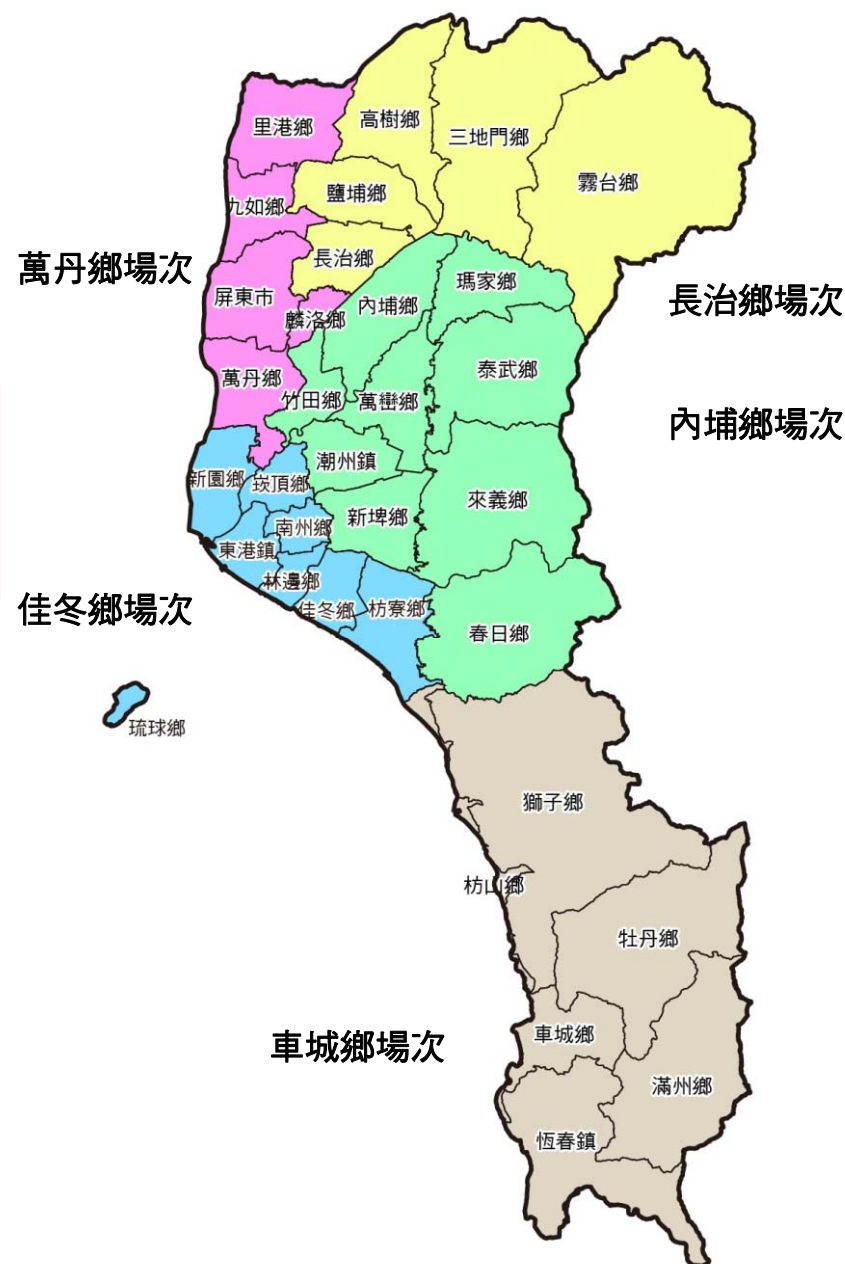 高樹鄉
里港鄉
三地門鄉
霧台鄉
鹽埔鄉
九如鄉
長治鄉
萬丹鄉場次
瑪家鄉
屏東市
內埔鄉
長治鄉場次
麟洛鄉
泰武鄉
萬丹鄉
竹田鄉
萬巒鄉
內埔鄉場次
潮州鎮
新園鄉
崁頂鄉
來義鄉
新埤鄉
南州鄉
東港鎮
林邊鄉
佳冬鄉場次
佳冬鄉
枋寮鄉
春日鄉
琉球鄉
獅子鄉
枋山鄉
牡丹鄉
車城鄉
車城鄉場次
滿州鄉
恆春鎮